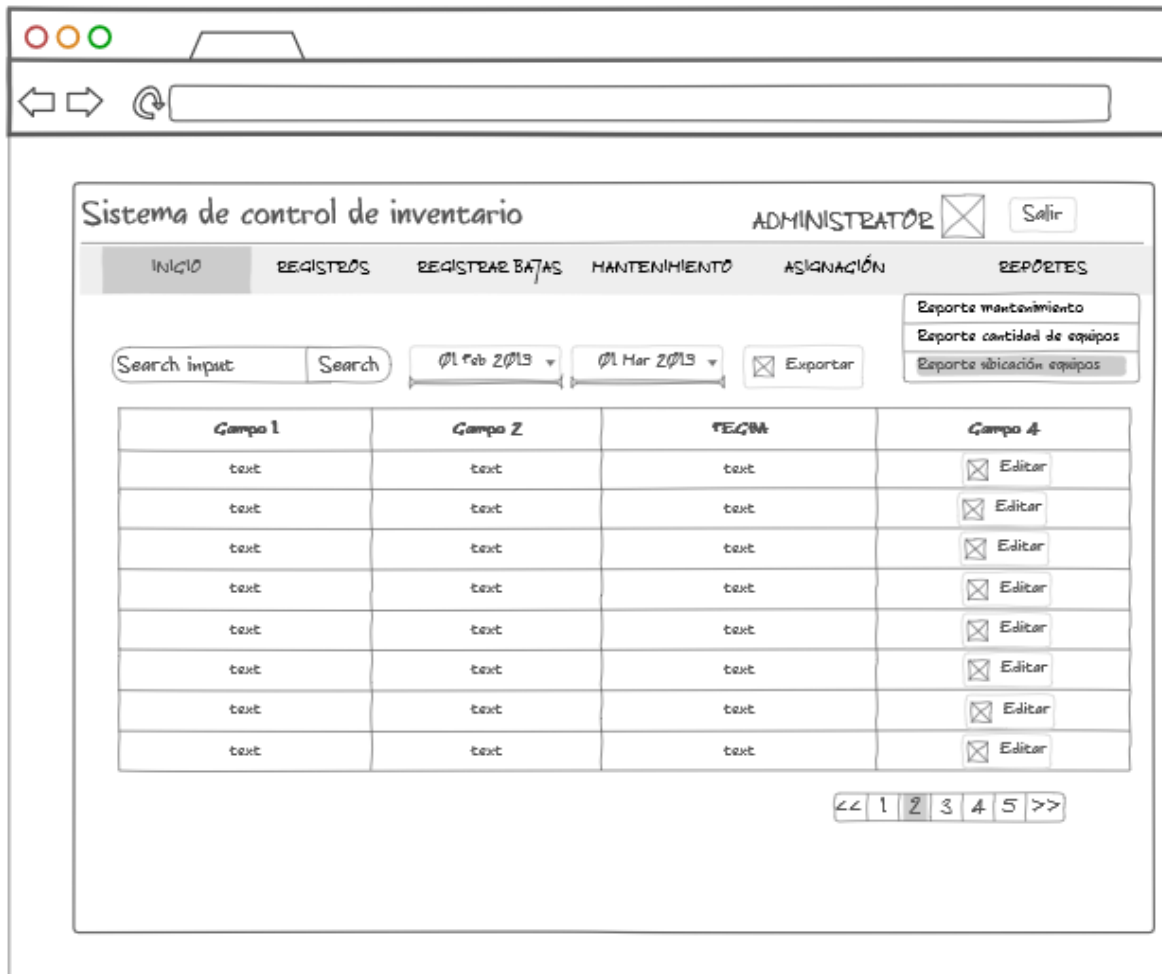 Sistema de control de inventario
ADMINISTRATOR
Salir
INICIO REGISTROS REGISTRAR BAJAS MANTENIMIENTO ASIGNACIÓN REPORTES
Reporte mantenimiento
Reporte cantidad de equipos
Reporte ubicación equipos
Search input Search 01 Feb 2013 01 Mar 2013 Exportar
Campo 1 Campo 2 FECHA Campo 4
text text text Editar
text text text Editar
text text text Editar
text text text Editar
text text text Editar
text text text Editar
text text text Editar
text text text Editar
<< 1 2 3 4 5 >>